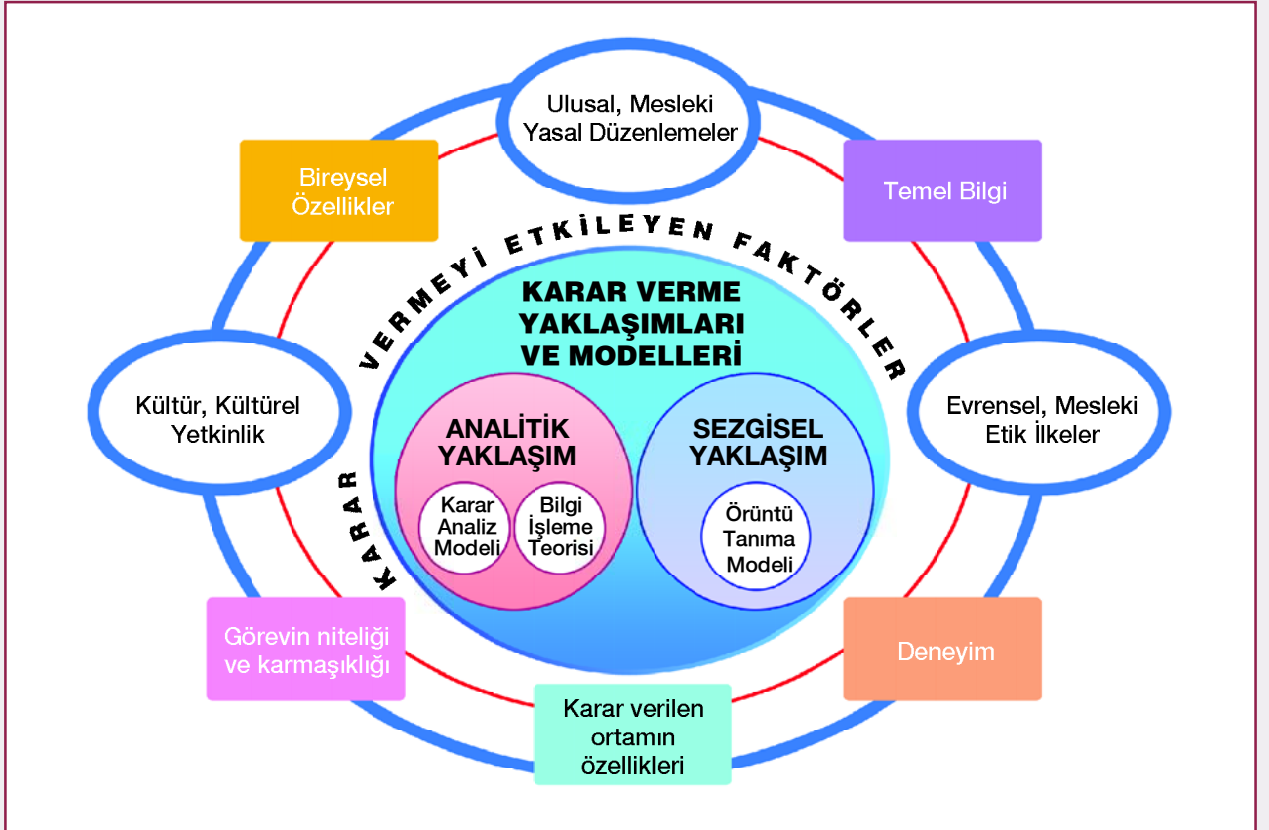 Ulusal, Mesleki
Yasal Düzenlemeler
Bireysel
Özellikler
Temel Bilgi
KARAR VERMEYİ ETKİLEYEN FAKTÖRLER
KARAR VERME
YAKLAŞIMLARI
VE MODELLERİ
Kültür, Kültürel
Yetkinlik
Evrensel, Mesleki
Etik İlkeler
ANALİTİK
YAKLAŞIM
Karar
Analiz
Modeli
Bilgi
İşleme
Teorisi
SEZGİSEL
YAKLAŞIM
Örüntü
Tanıma
Modeli
Görevin niteliği
ve karmaşıklığı
Deneyim
Karar verilen
ortamın
özellikleri